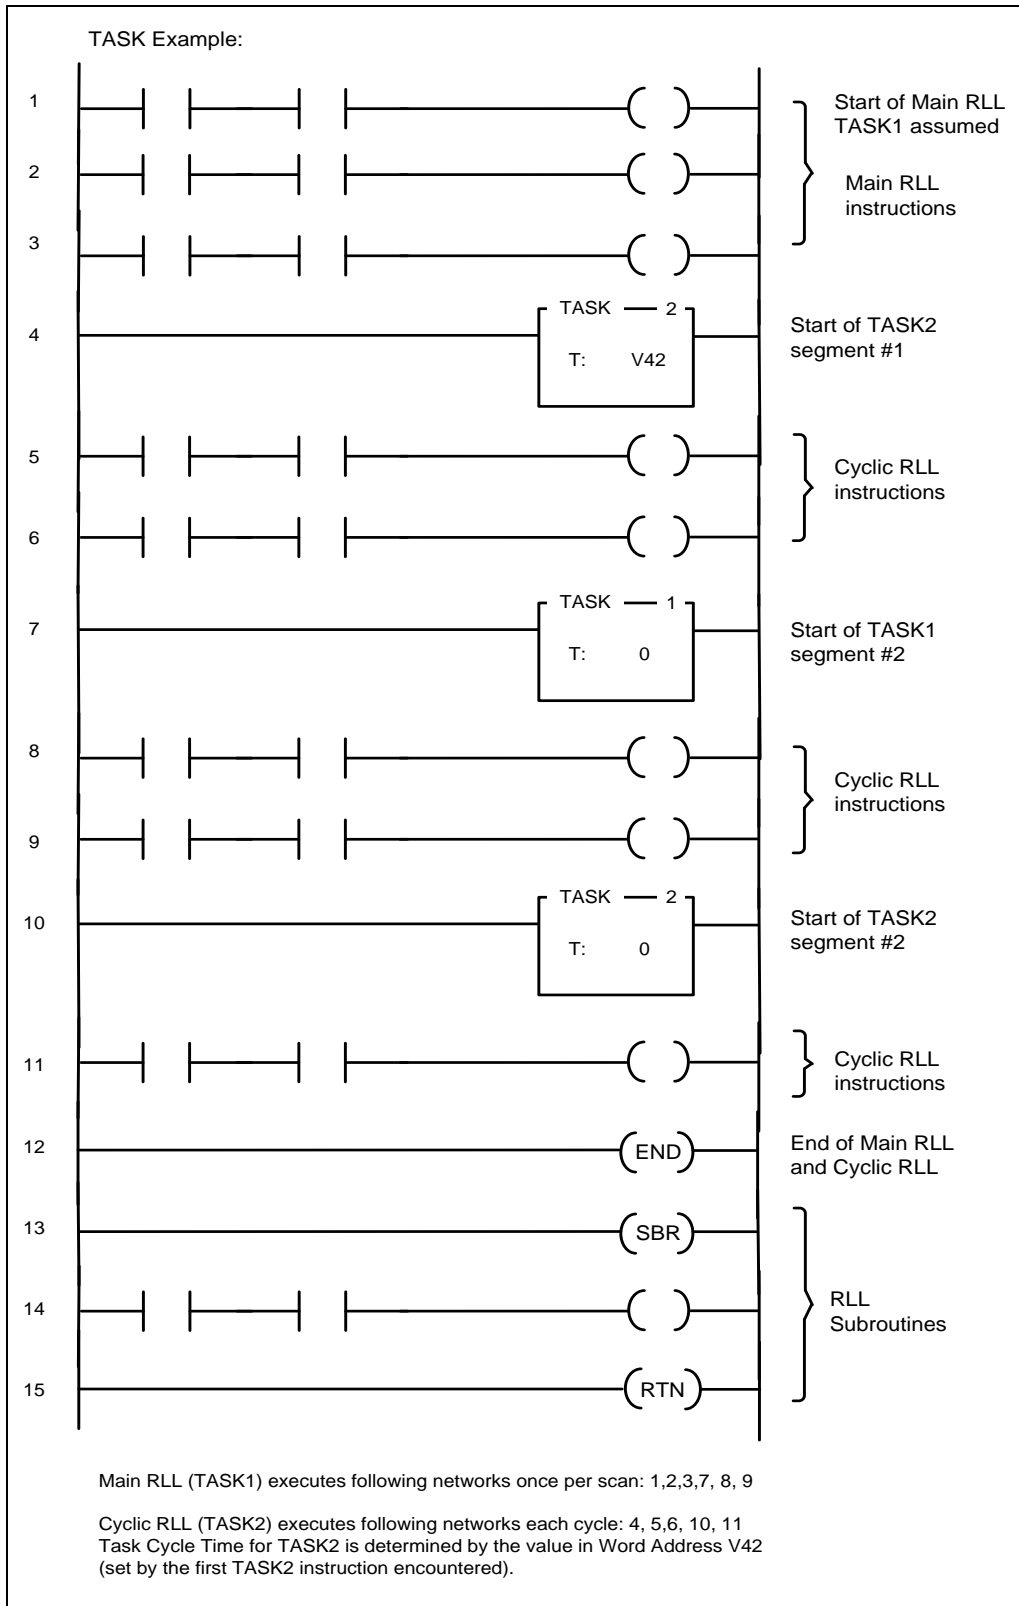 TASK Example:
1
Start of Main RLL
TASK1 assumed
2
Main RLL
instructions
3
TASK 2
4
T: V42
Start of TASK2
segment #1
5
Cyclic RLL
instructions
6
TASK 1
7
T: 0
Start of TASK1
segment #2
8
Cyclic RLL
instructions
9
TASK 2
10
T: 0
Start of TASK2
segment #2
11
Cyclic RLL
instructions
12
END
End of Main RLL
and Cyclic RLL
13
SBR
14
RLL
Subroutines
15
RTN
Main RLL (TASK1) executes following networks once per scan: 1,2,3,7, 8, 9
Cyclic RLL (TASK2) executes following networks each cycle: 4, 5,6, 10, 11
Task Cycle Time for TASK2 is determined by the value in Word Address V42
(set by the first TASK2 instruction encountered).